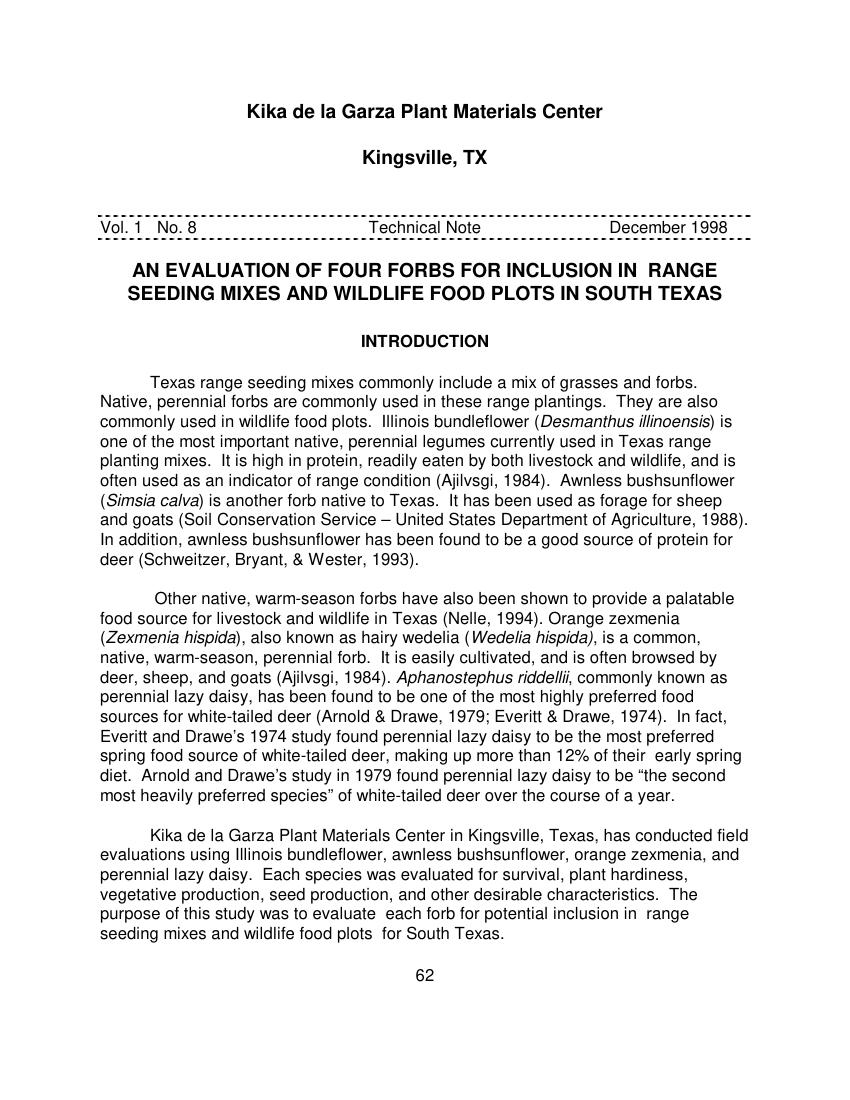 Kika de la Garza Plant Materials Center
Kingsville, TX
Vol. 1 No. 8 Technical Note December 1998
AN EVALUATION OF FOUR FORBS FOR INCLUSION IN RANGE
SEEDING MIXES AND WILDLIFE FOOD PLOTS IN SOUTH TEXAS
INTRODUCTION
Texas range seeding mixes commonly include a mix of grasses and forbs.
Native, perennial forbs are commonly used in these range plantings. They are also
commonly used in wildlife food plots. Illinois bundleflower (Desmanthus illinoensis) is
one of the most important native, perennial legumes currently used in Texas range
planting mixes. It is high in protein, readily eaten by both livestock and wildlife, and is
often used as an indicator of range condition (Ajilvsgi, 1984). Awnless bushsunflower
(Simsia calva) is another forb native to Texas. It has been used as forage for sheep
and goats (Soil Conservation Service – United States Department of Agriculture, 1988).
In addition, awnless bushsunflower has been found to be a good source of protein for
deer (Schweitzer, Bryant, & Wester, 1993).
Other native, warm-season forbs have also been shown to provide a palatable
food source for livestock and wildlife in Texas (Nelle, 1994). Orange zexmenia
(Zexmenia hispida), also known as hairy wedelia (Wedelia hispida), is a common,
native, warm-season, perennial forb. It is easily cultivated, and is often browsed by
deer, sheep, and goats (Ajilvsgi, 1984). Aphanostephus riddellii, commonly known as
perennial lazy daisy, has been found to be one of the most highly preferred food
sources for white-tailed deer (Arnold & Drawe, 1979; Everitt & Drawe, 1974). In fact,
Everitt and Drawe's 1974 study found perennial lazy daisy to be the most preferred
spring food source of white-tailed deer, making up more than 12% of their early spring
diet. Arnold and Drawe's study in 1979 found perennial lazy daisy to be “the second
most heavily preferred species” of white-tailed deer over the course of a year.
Kika de la Garza Plant Materials Center in Kingsville, Texas, has conducted field
evaluations using Illinois bundleflower, awnless bushsunflower, orange zexmenia, and
perennial lazy daisy. Each species was evaluated for survival, plant hardiness,
vegetative production, seed production, and other desirable characteristics. The
purpose of this study was to evaluate each forb for potential inclusion in range
seeding mixes and wildlife food plots for South Texas.
62